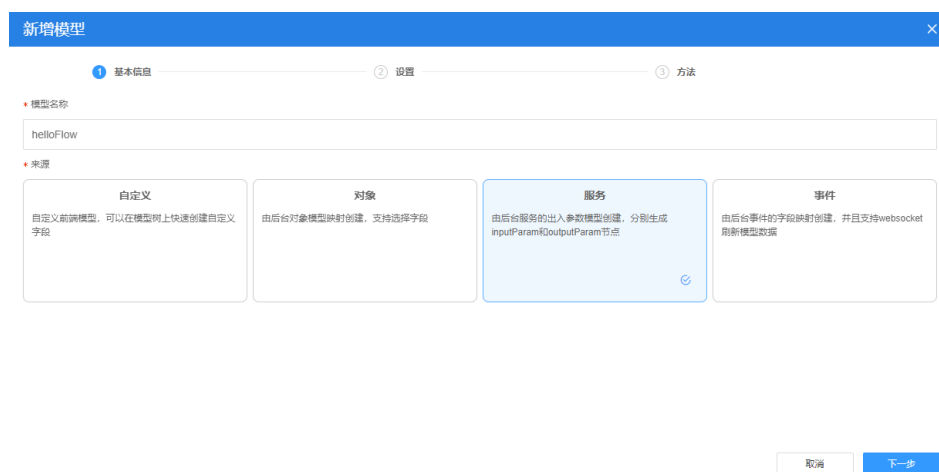 新增模型
1 基本信息
2 设置
3 方法
* 模型名称
helloFlow
* 来源
自定义
自定义前端模型，可以在模型树上快速创建自定义
字段
对象
由后台对象模型映射创建，支持选择字段
服务
由后台服务的出入参数模型创建，分别生成
inputParam和outputParam节点
事件
由后台事件的字段映射创建，并且支持websocket
刷新模型数据
取消
下一步